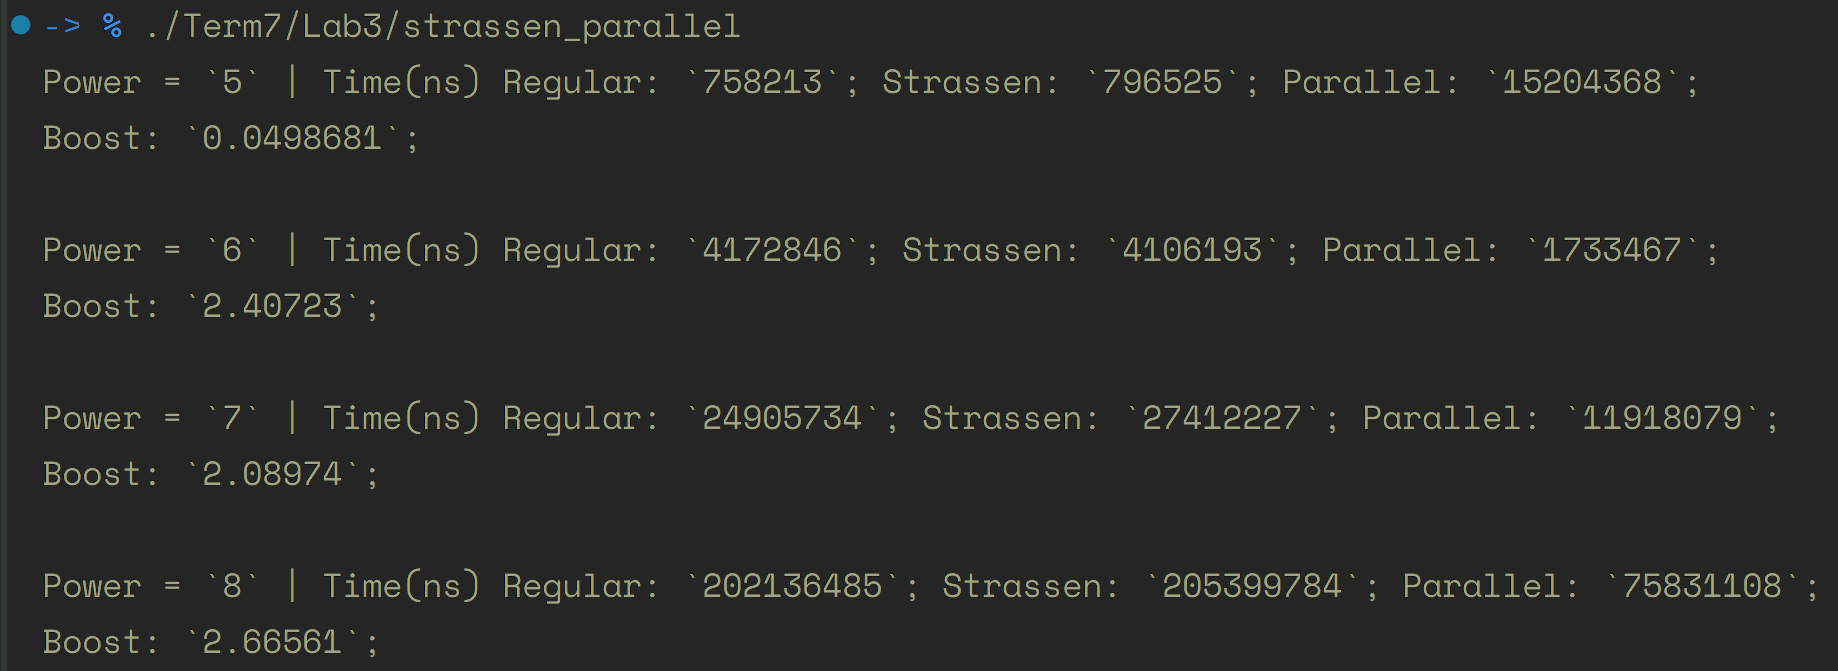 -> % ./Term7/Lab3/strassen_parallel
Power = `5` | Time(ns) Regular: `758213`; Strassen: `796525`; Parallel: `15204368`;
Boost: `0.0498681`;
Power = `6` | Time(ns) Regular: `4172846`; Strassen: `4106193`; Parallel: `1733467`;
Boost: `2.40723`;
Power = `7` | Time(ns) Regular: `24905734`; Strassen: `27412227`; Parallel: `11918079`;
Boost: `2.08974`;
Power = `8` | Time(ns) Regular: `202136485`; Strassen: `205399784`; Parallel: `75831108`;
Boost: `2.66561`;